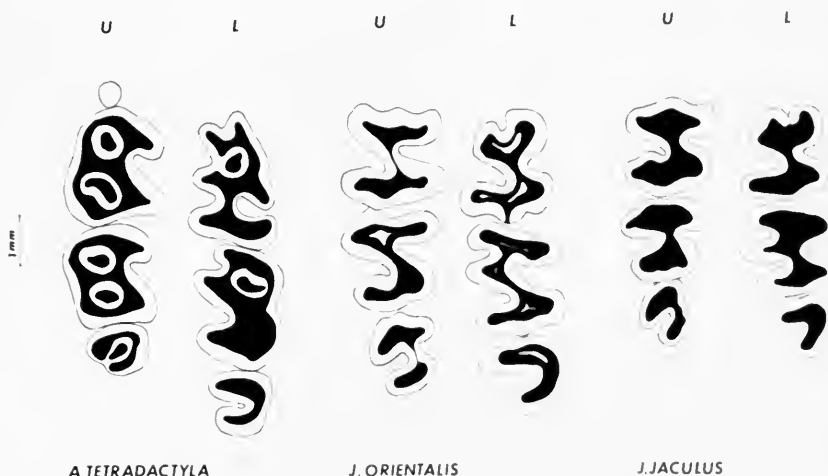 U L U L U L
1mm
A.TETRADACTYLA J. ORIENTALIS J.JACULUS